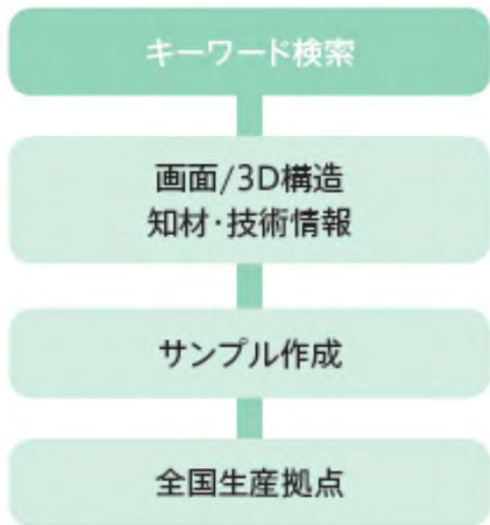 キーワード検索
画面/3D構造
知材・技術情報
サンプル作成
全国生産拠点